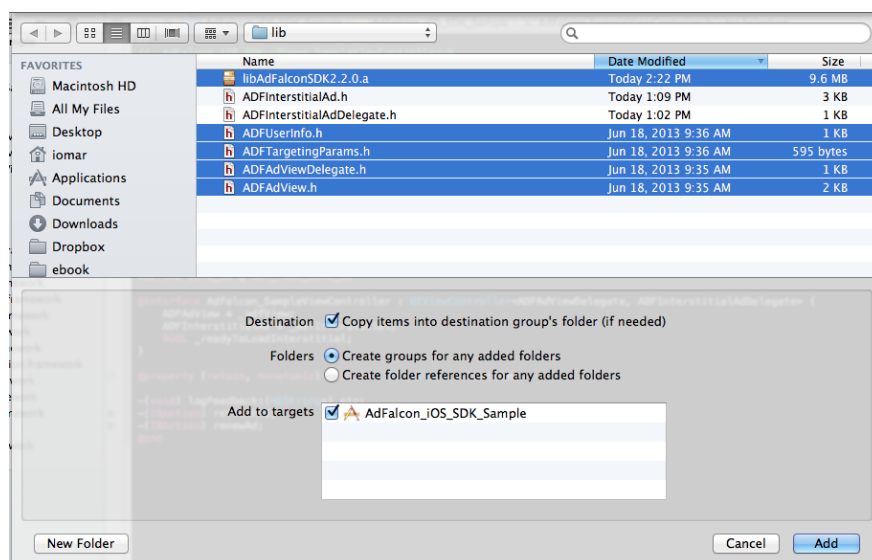 lib
FAVORITES
Macintosh HD
All My Files
Desktop
iomar
Applications
Documents
Downloads
Dropbox
ebook
Name Date Modified Size
libAdFalconSDK2.2.0.a Today 2:22 PM 9.6 MB
ADFInterstitialAd.h Today 1:09 PM 3 KB
ADFInterstitialAdDelegate.h Today 1:02 PM 1 KB
ADFUserInfo.h Jun 18, 2013 9:36 AM 1 KB
ADFTargetingParams.h Jun 18, 2013 9:36 AM 595 bytes
ADFAdViewDelegate.h Jun 18, 2013 9:35 AM 1 KB
ADFAdView.h Jun 18, 2013 9:35 AM 2 KB
Destination Copy items into destination group's folder (if needed)
Folders Create groups for any added folders
Create folder references for any added folders
Add to targets AdFalcon_iOS_SDK_Sample
New Folder Cancel Add